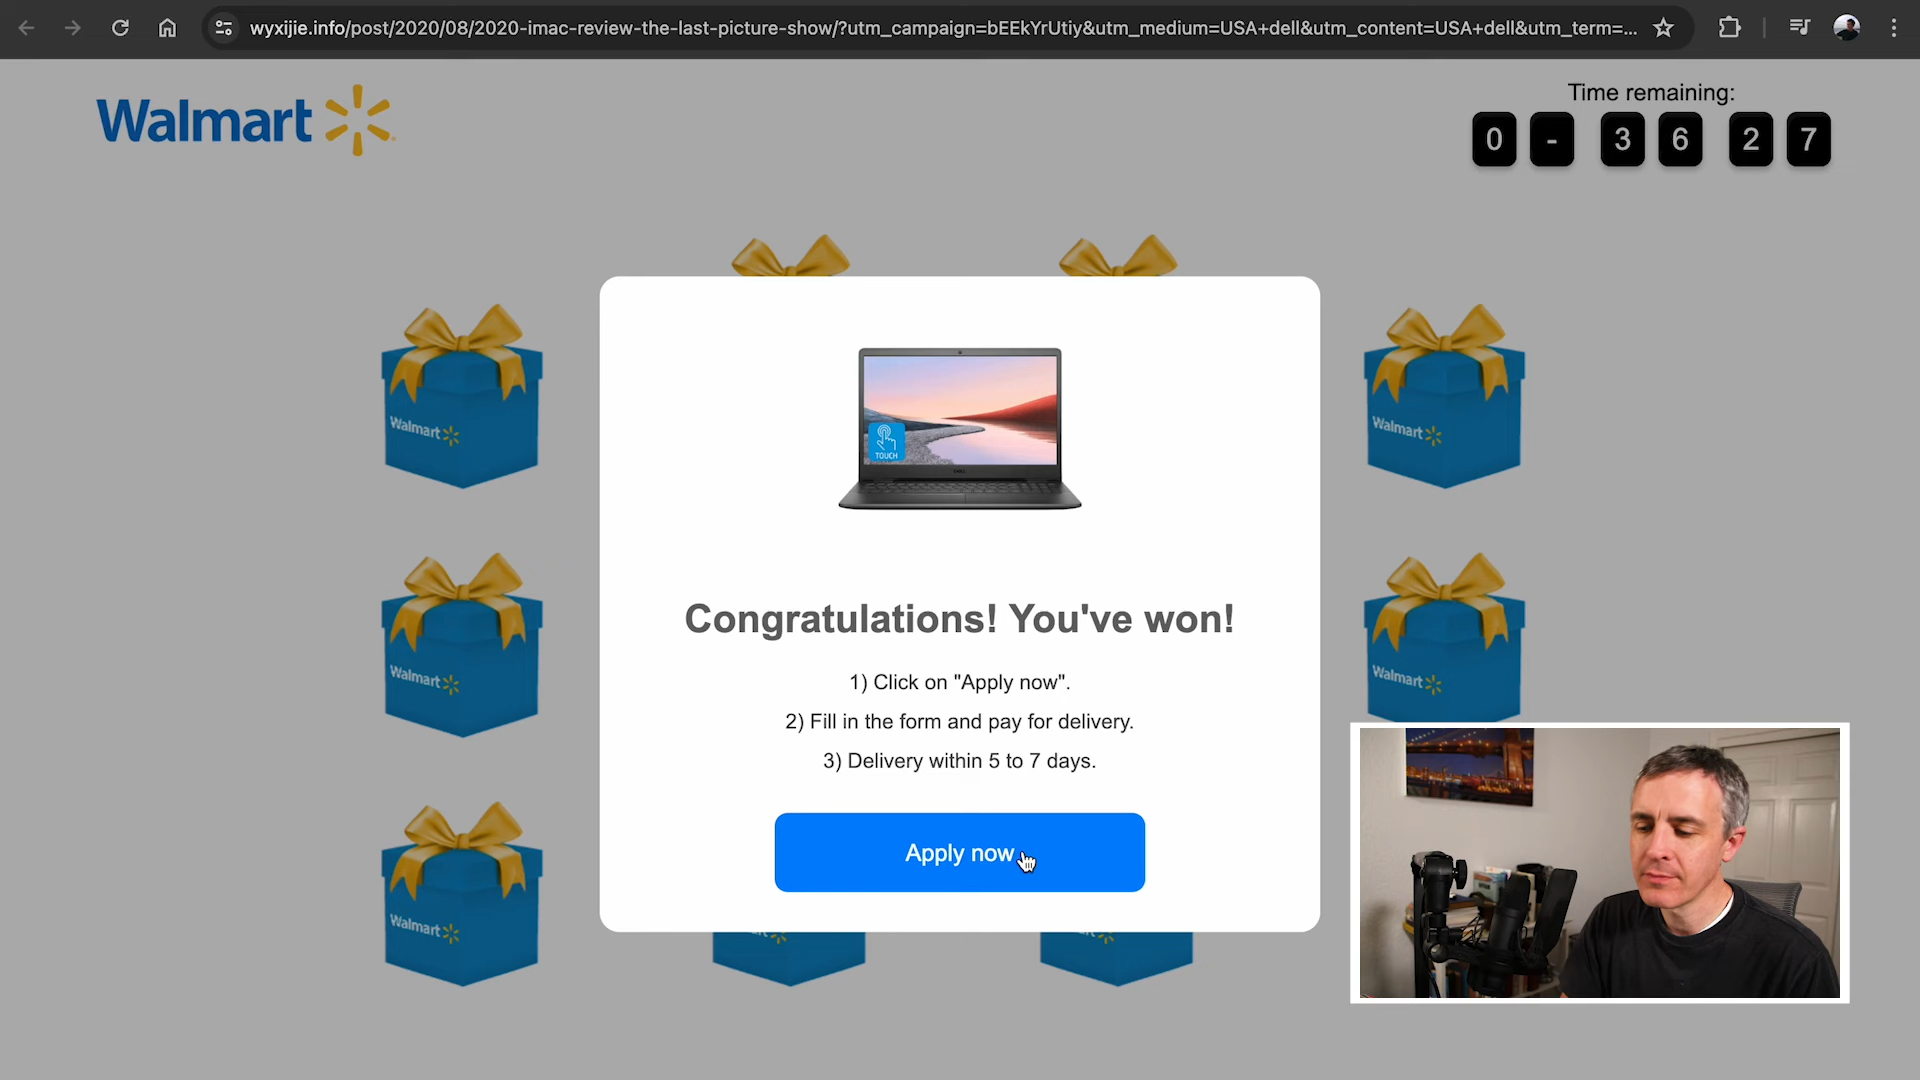 wyxijie.info/post/2020/08/2020-imac-review-the-last-picture-show/?utm_campaign=bEEkYrUtiy&utm_medium=USA+dell&utm_content=USA+dell&utm_term=...
Walmart
Time remaining:
0 - 3 6 2 7
Walmart
Walmart
TOUCH
DELL
Congratulations! You've won!
1) Click on "Apply now".
2) Fill in the form and pay for delivery.
3) Delivery within 5 to 7 days.
Walmart
Walmart
Apply now
Walmart